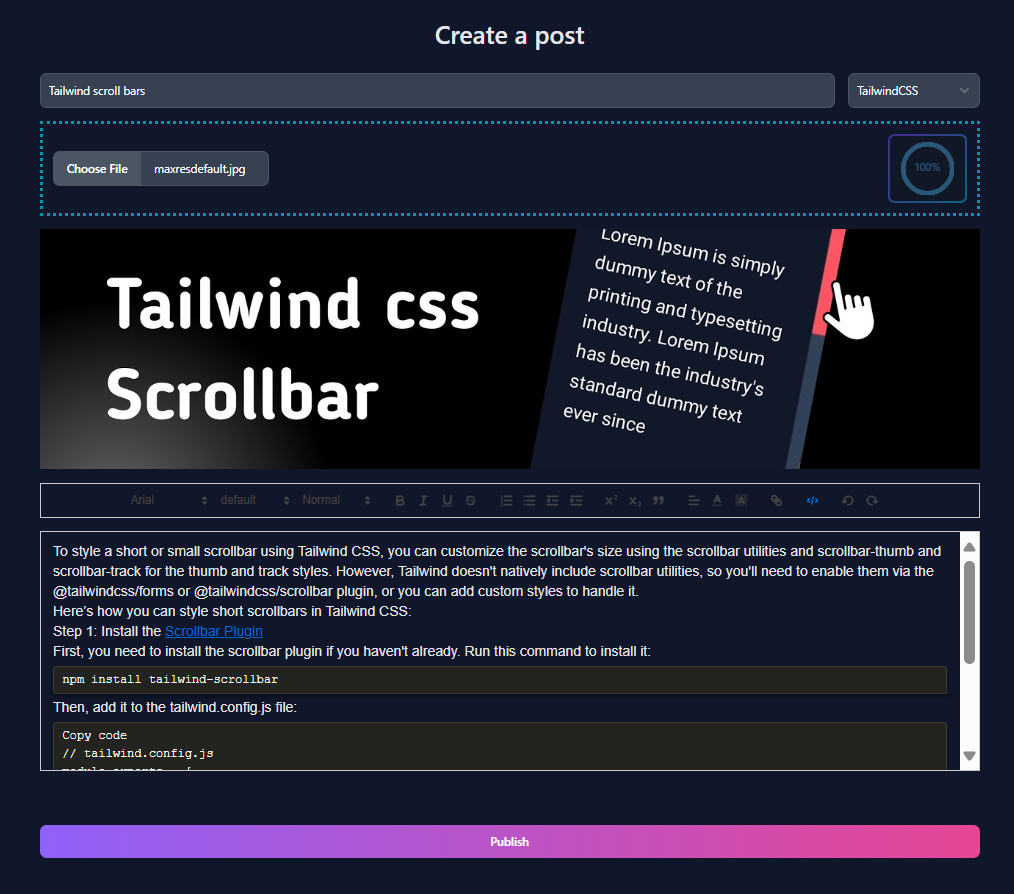 Create a post
Tailwind scroll bars
TailwindCSS
Choose File
maxresdefault.jpg
100%
Tailwind css
Scrollbar
Lorem Ipsum is simply
dummy text of the
printing and typesetting
industry. Lorem Ipsum
has been the industry's
standard dummy text
ever since
Arial default Normal B I U S X² X₂ A A
To style a short or small scrollbar using Tailwind CSS, you can customize the scrollbar's size using the scrollbar utilities and scrollbar-thumb and
scrollbar-track for the thumb and track styles. However, Tailwind doesn't natively include scrollbar utilities, so you'll need to enable them via the
@tailwindcss/forms or @tailwindcss/scrollbar plugin, or you can add custom styles to handle it.
Here’s how you can style short scrollbars in Tailwind CSS:
Step 1: Install the Scrollbar Plugin
First, you need to install the scrollbar plugin if you haven't already. Run this command to install it:
npm install tailwind-scrollbar
Then, add it to the tailwind.config.js file:
Copy code
// tailwind.config.js
Publish